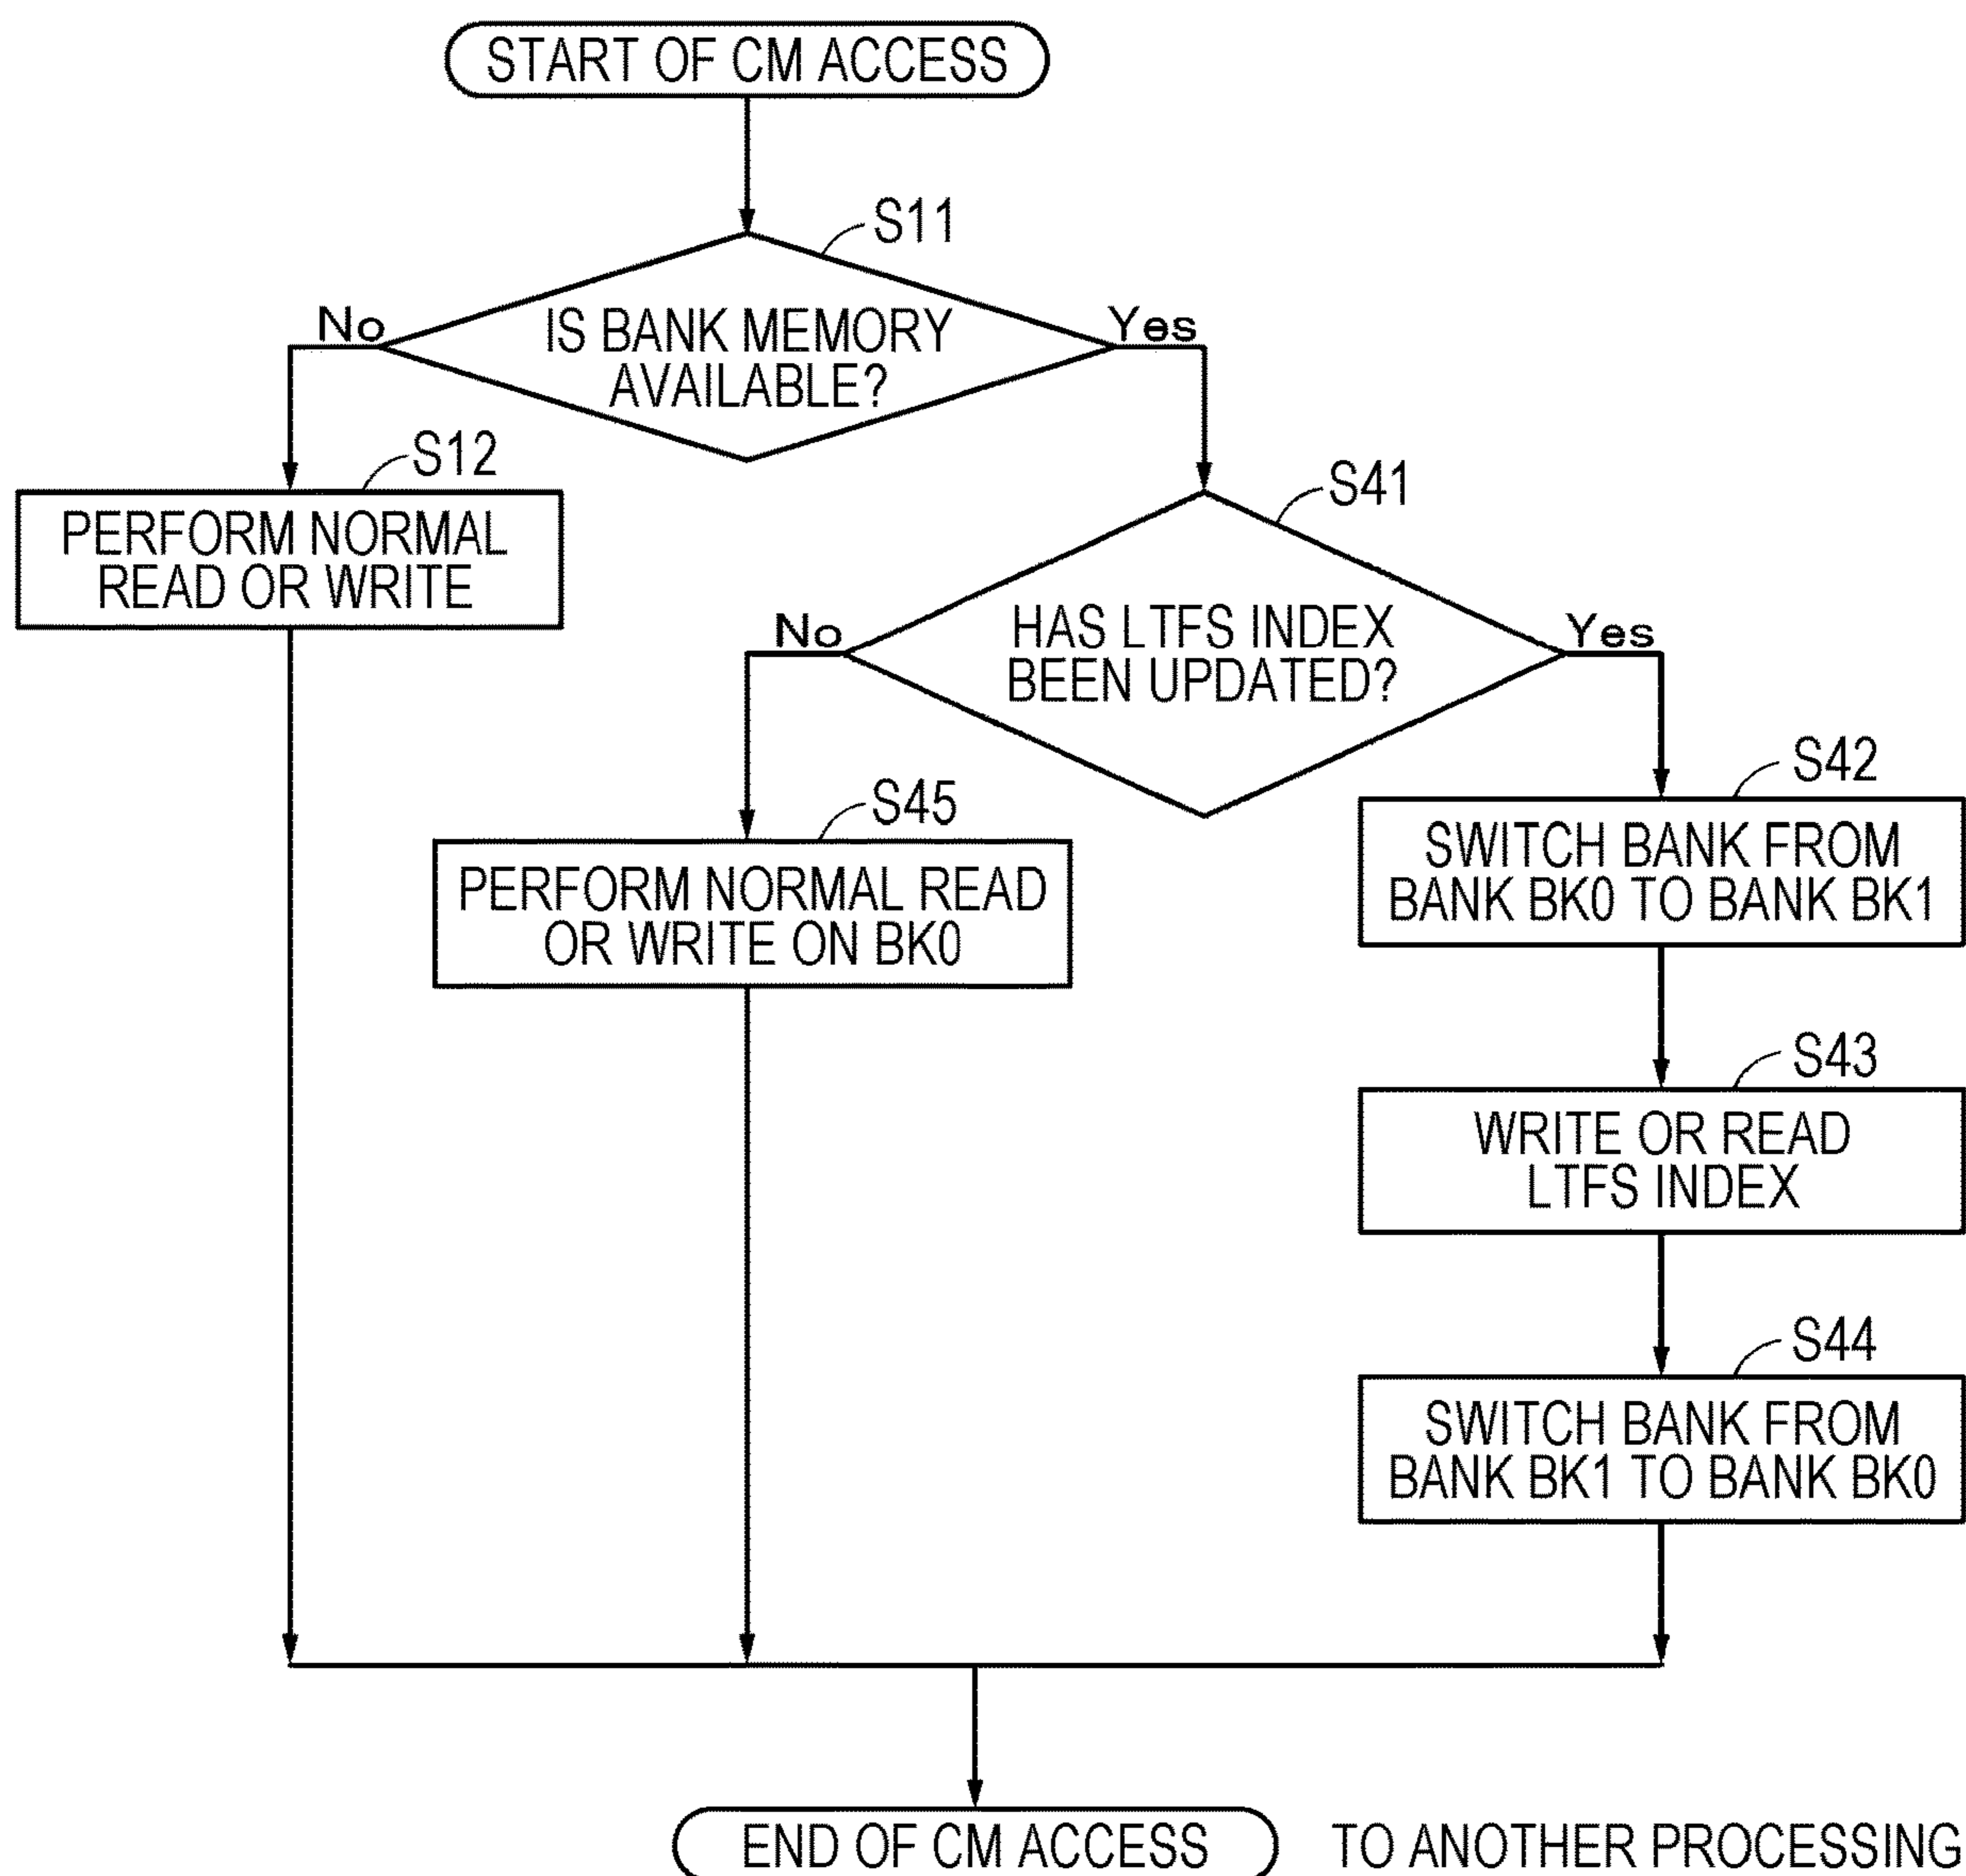 START OF CM ACCESS
S11
No
IS BANK MEMORY
AVAILABLE?
Yes
S12
PERFORM NORMAL
READ OR WRITE
S41
No
HAS LTFS INDEX
BEEN UPDATED?
Yes
S45
PERFORM NORMAL READ
OR WRITE ON BK0
S42
SWITCH BANK FROM
BANK BK0 TO BANK BK1
S43
WRITE OR READ
LTFS INDEX
S44
SWITCH BANK FROM
BANK BK1 TO BANK BK0
END OF CM ACCESS
TO ANOTHER PROCESSING